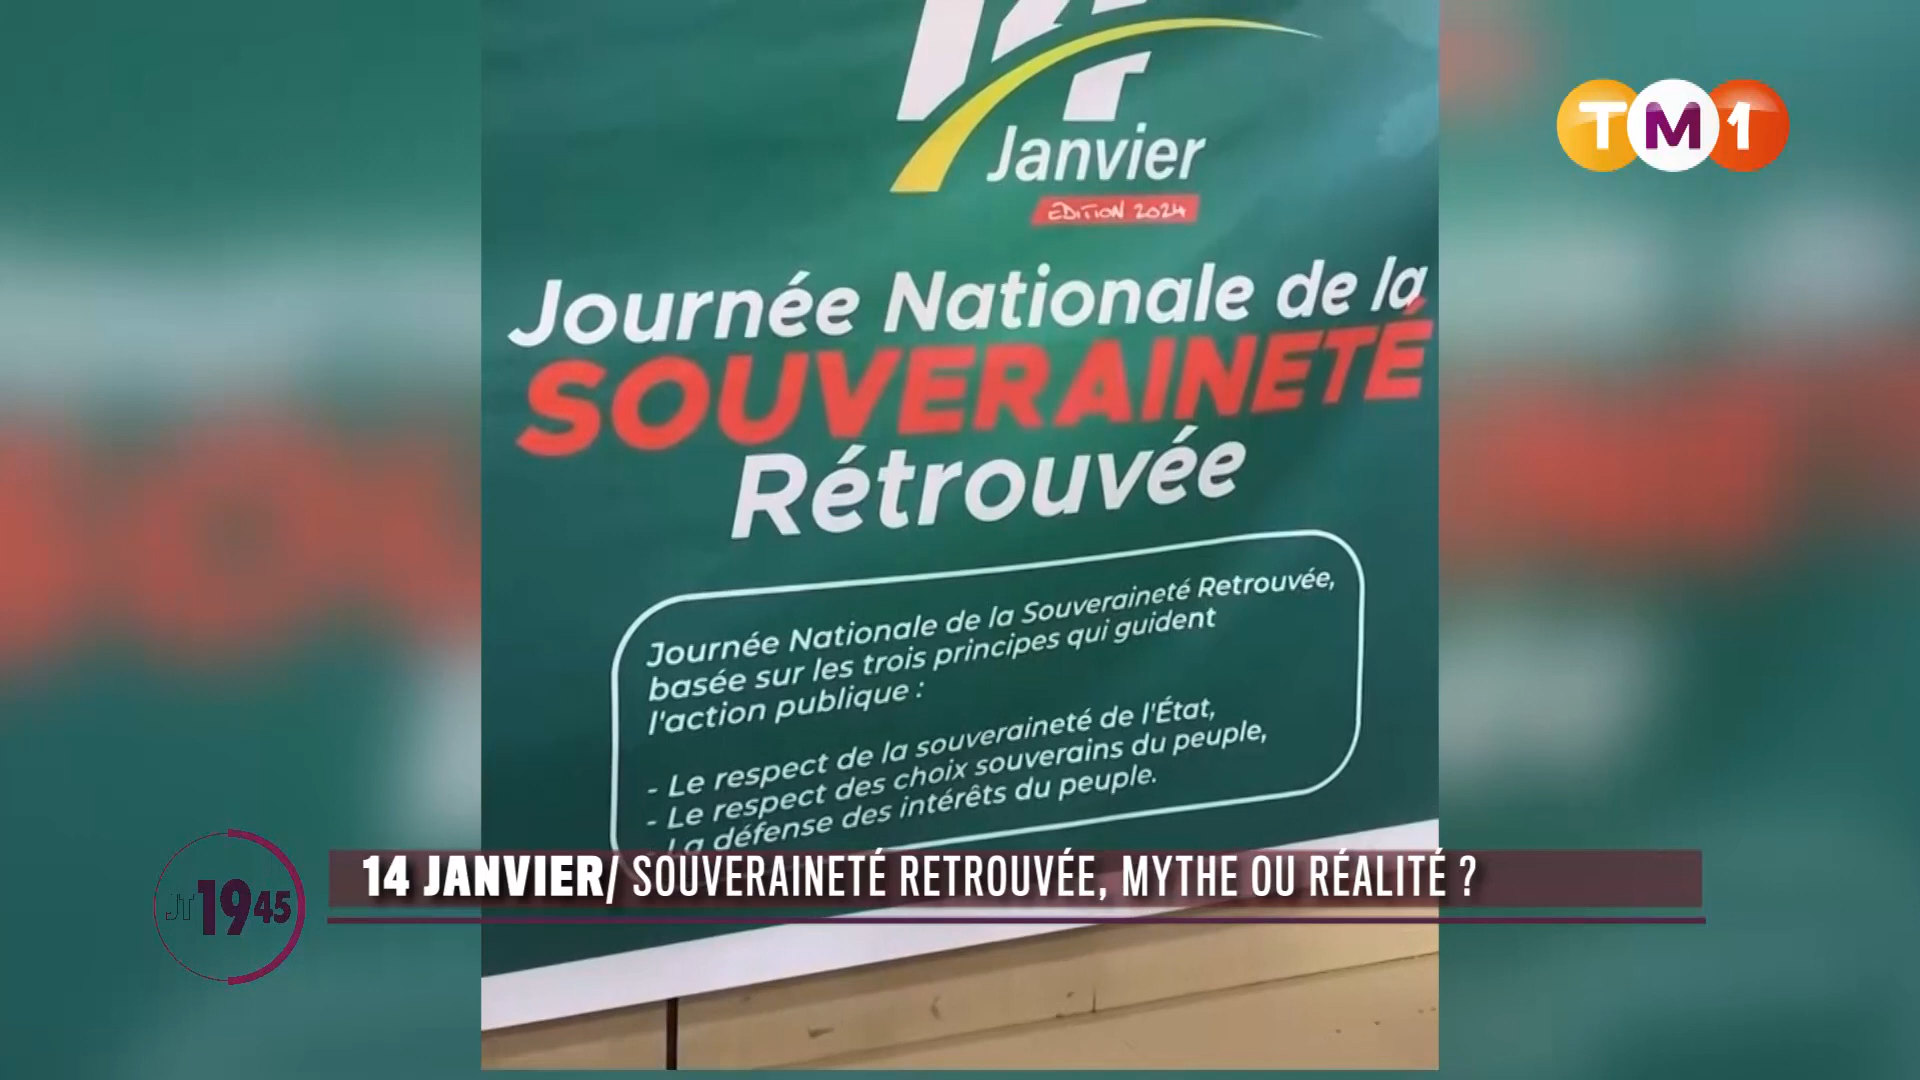 14
Janvier
EDITION 2024
TM1
Journée Nationale de la
SOUVERAINETÉ
Rétrouvée
Journée Nationale de la Souveraineté Retrouvée,
basée sur les trois principes qui guident
l'action publique :
- Le respect de la souveraineté de l'État,
- Le respect des choix souverains du peuple,
- La défense des intérêts du peuple.
JT 1945
14 JANVIER/ SOUVERAINETÉ RETROUVÉE, MYTHE OU RÉALITÉ ?